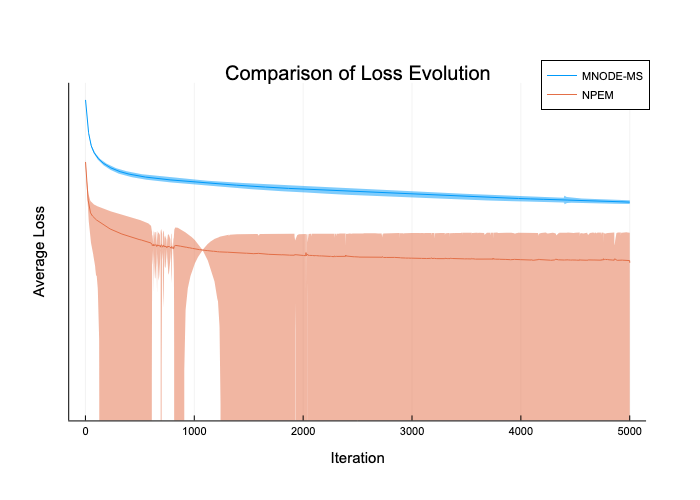 Comparison of Loss Evolution
MNODE-MS
NPEM
Average Loss
0
1000
2000
3000
4000
5000
Iteration